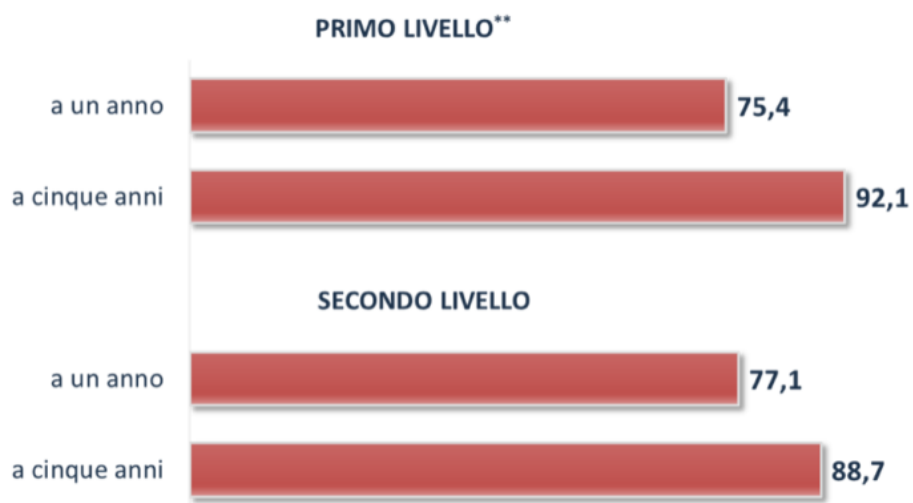 PRIMO LIVELLO**
a un anno 75,4
a cinque anni 92,1
SECONDO LIVELLO
a un anno 77,1
a cinque anni 88,7